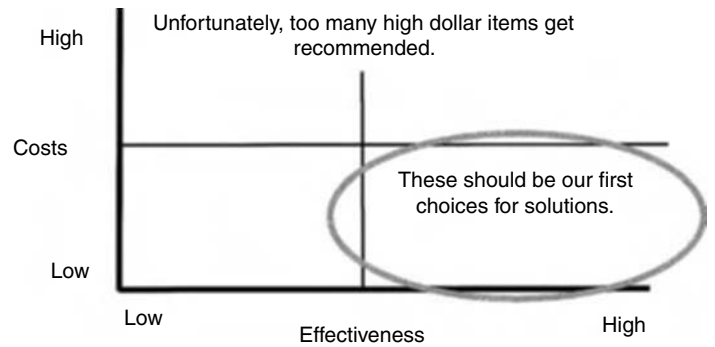 Unfortunately, too many high dollar items get
recommended.
High
Costs
These should be our first
choices for solutions.
Low
Low
Effectiveness
High